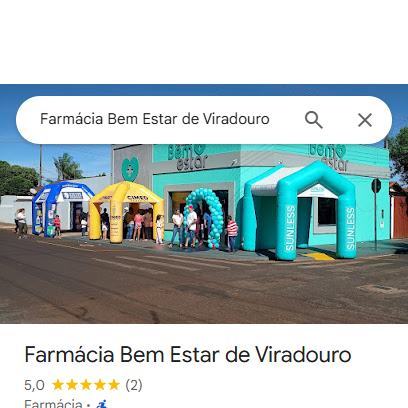 Farmácia Bem Estar de Viradouro
bem
estar
bem
estar
CIMED
SUNLESS
SUNLESS
Farmácia Bem Estar de Viradouro
5,0 (2)
Farmácia ·